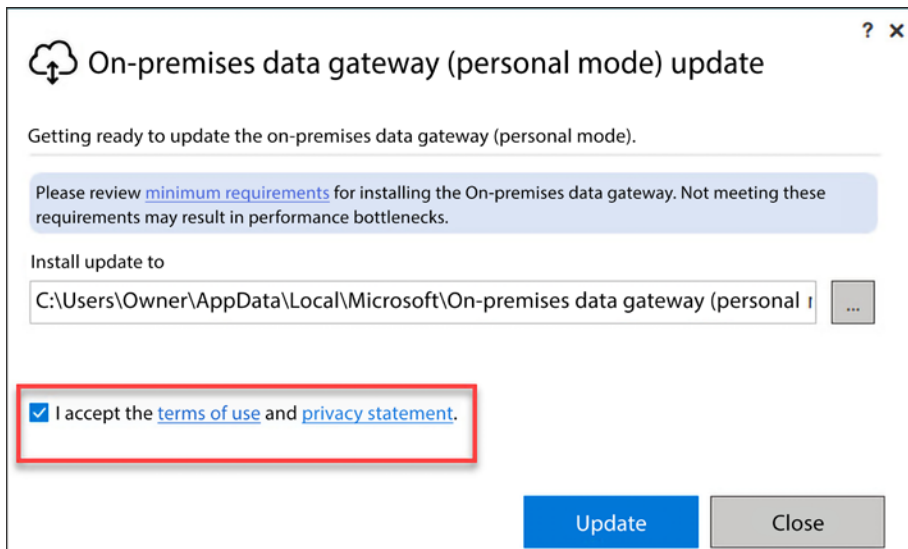 ? ×
On-premises data gateway (personal mode) update
Getting ready to update the on-premises data gateway (personal mode).
Please review minimum requirements for installing the On-premises data gateway. Not meeting these
requirements may result in performance bottlenecks.
Install update to
C:\Users\Owner\AppData\Local\Microsoft\On-premises data gateway (personal
...
I accept the terms of use and privacy statement.
Update
Close